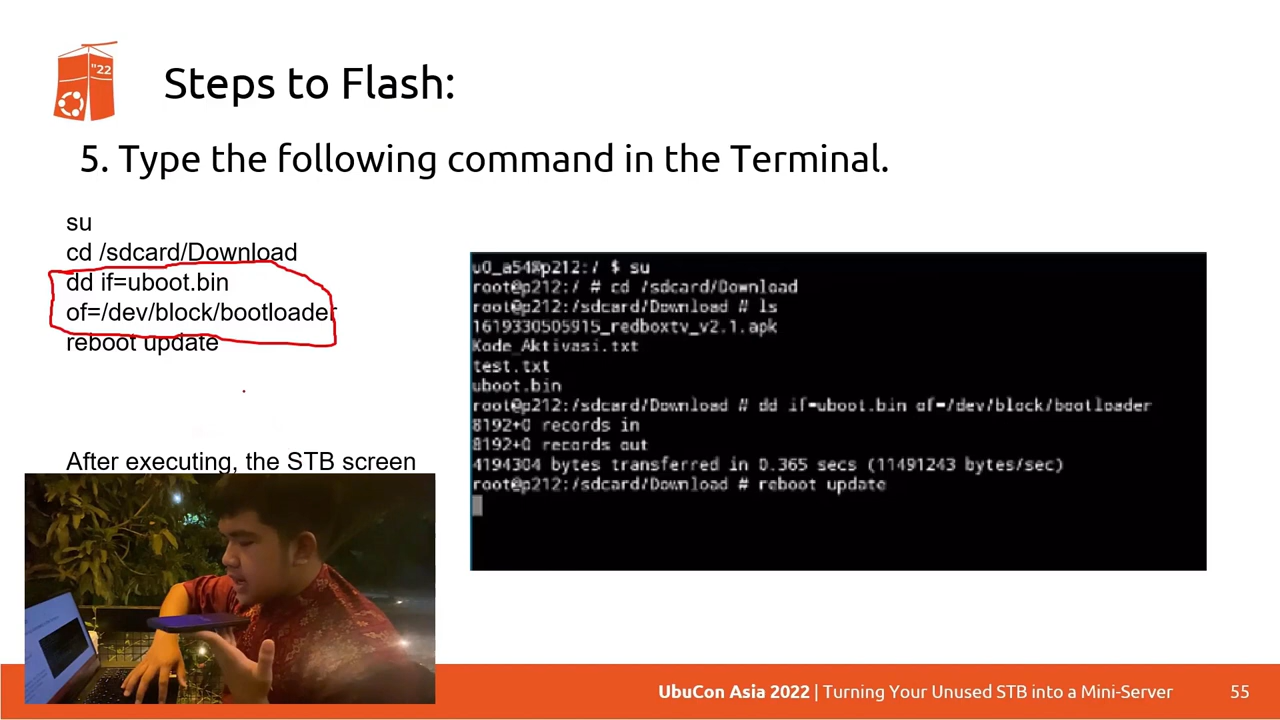 "22
Steps to Flash:
5. Type the following command in the Terminal.
su
cd /sdcard/Download
dd if=uboot.bin
of=/dev/block/bootloader
reboot update
After executing, the STB screen
u0_a54@p212:/ $ su
root@p212:/ # cd /sdcard/Download
root@p212:/sdcard/Download # ls
1619330505915_redboxtv_v2.1.apk
Kode_Aktivasi.txt
test.txt
uboot.bin
root@p212:/sdcard/Download # dd if=uboot.bin of=/dev/block/bootloader
8192+0 records in
8192+0 records out
4194304 bytes transferred in 0.365 secs (11491243 bytes/sec)
root@p212:/sdcard/Download # reboot update
UbuCon Asia 2022 | Turning Your Unused STB into a Mini-Server 55